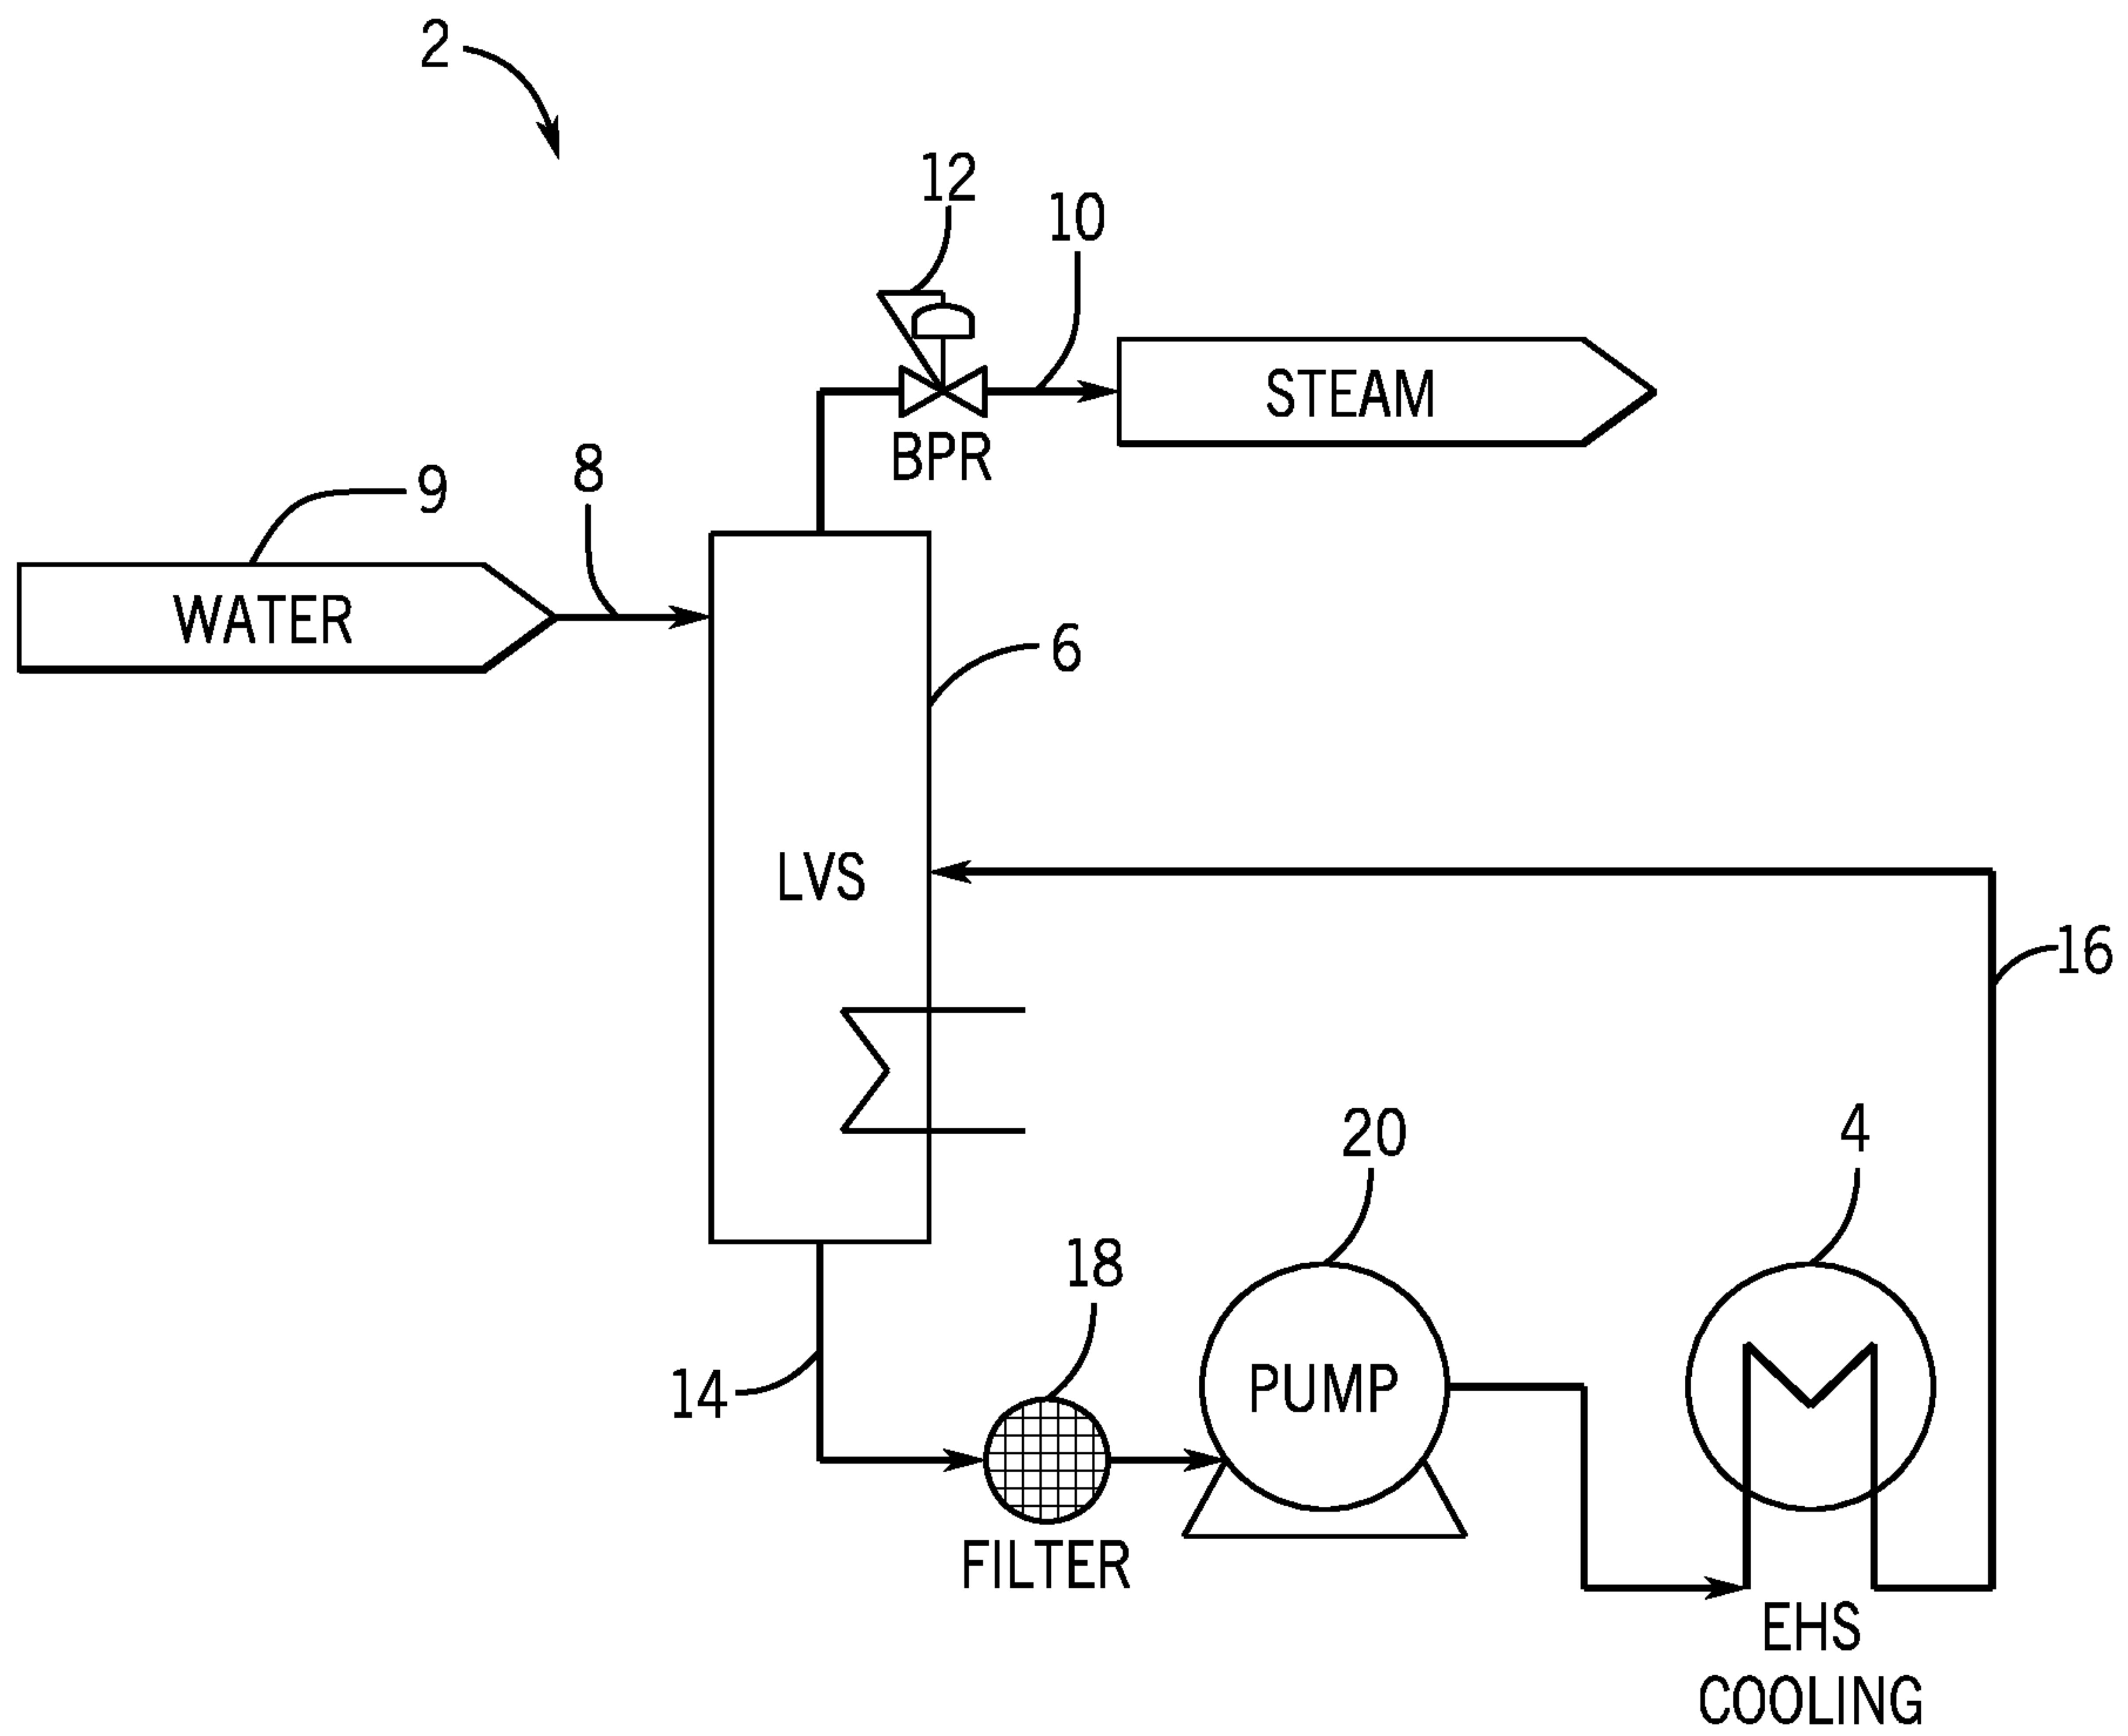 2
12
10
STEAM
BPR
9
8
WATER
6
LVS
16
20
4
18
14
PUMP
FILTER
EHS
COOLING